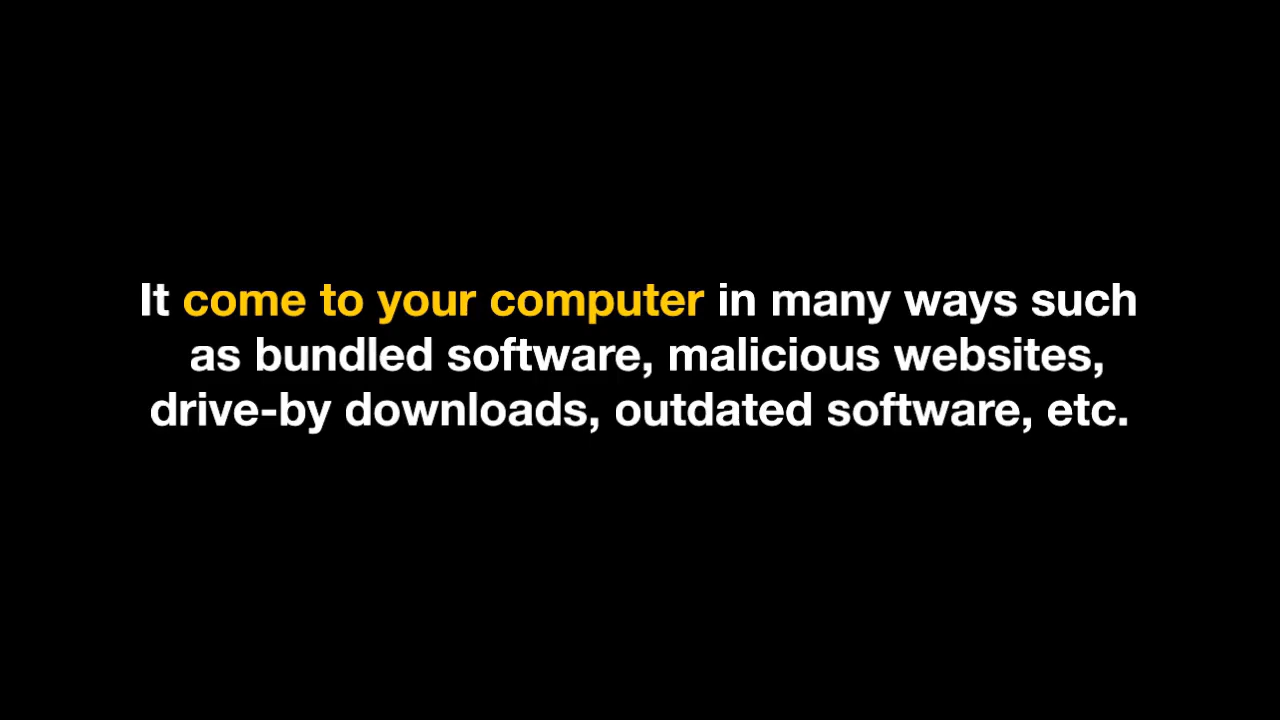 It come to your computer in many ways such
as bundled software, malicious websites,
drive-by downloads, outdated software, etc.